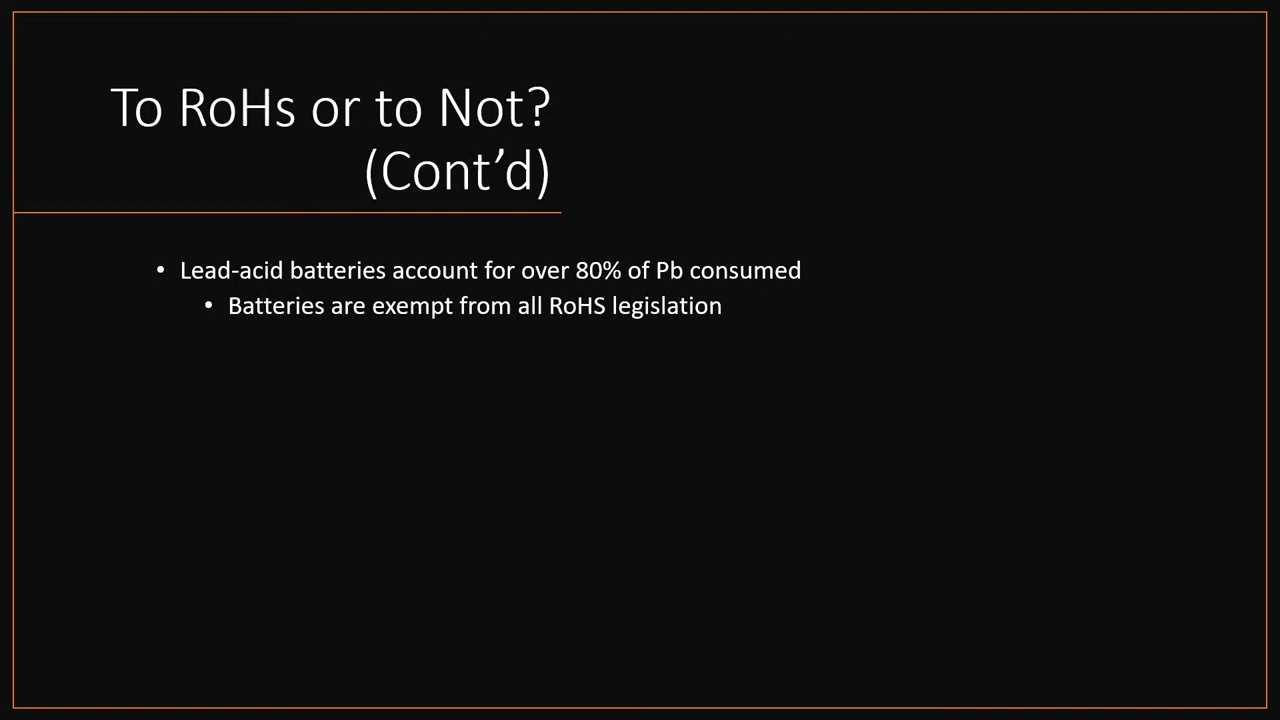 To RoHs or to Not?
(Cont’d)
• Lead-acid batteries account for over 80% of Pb consumed
• Batteries are exempt from all RoHS legislation